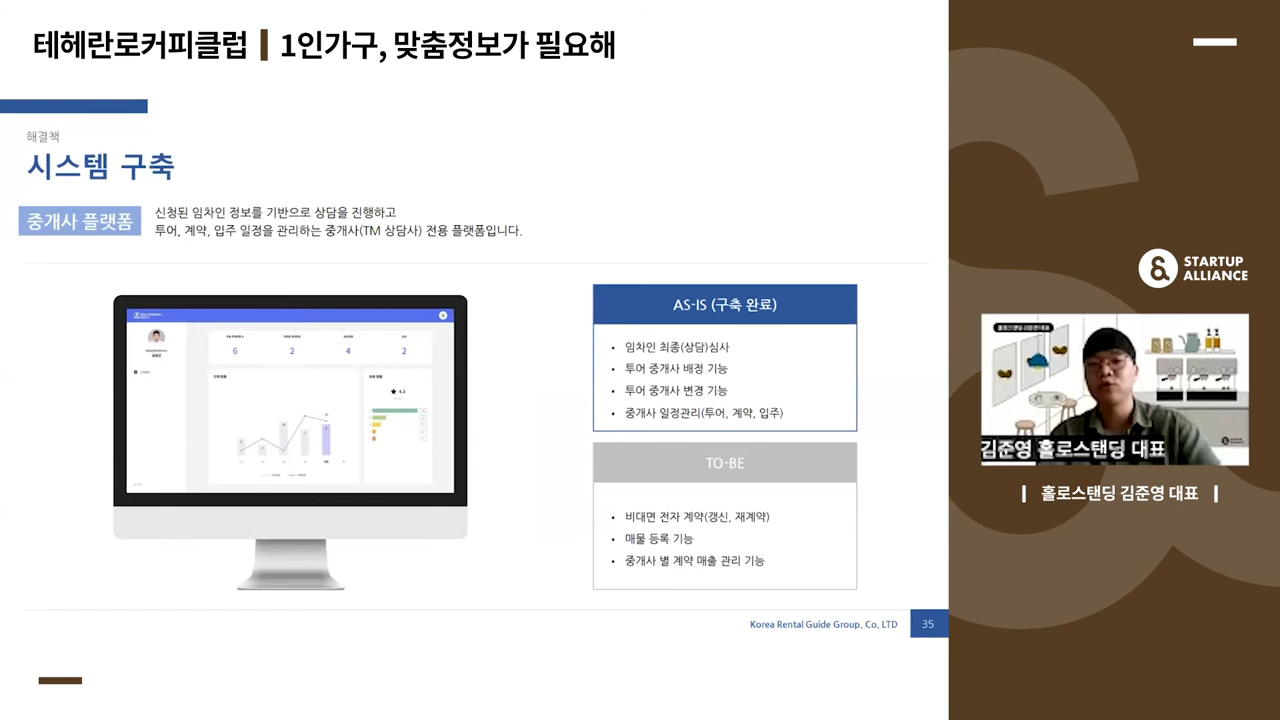 테헤란로커피클럽 | 1인가구, 맞춤정보가 필요해
해결책
시스템 구축
중개사 플랫폼
신청된 임차인 정보를 기반으로 상담을 진행하고
투어, 계약, 입주 일정을 관리하는 중개사(TM 상담사) 전용 플랫폼입니다.
6 2 4 2
AS-IS (구축 완료)
• 임차인 최종(상담)심사
• 투어 중개사 배정 기능
• 투어 중개사 변경 기능
• 중개사 일정관리(투어, 계약, 입주)
TO-BE
• 비대면 전자 계약(갱신, 재계약)
• 매물 등록 기능
• 중개사 별 계약 매출 관리 기능
Korea Rental Guide Group, Co, LTD
35
STARTUP
ALLIANCE
김준영 홀로스탠딩 대표
| 홀로스탠딩 김준영 대표 |